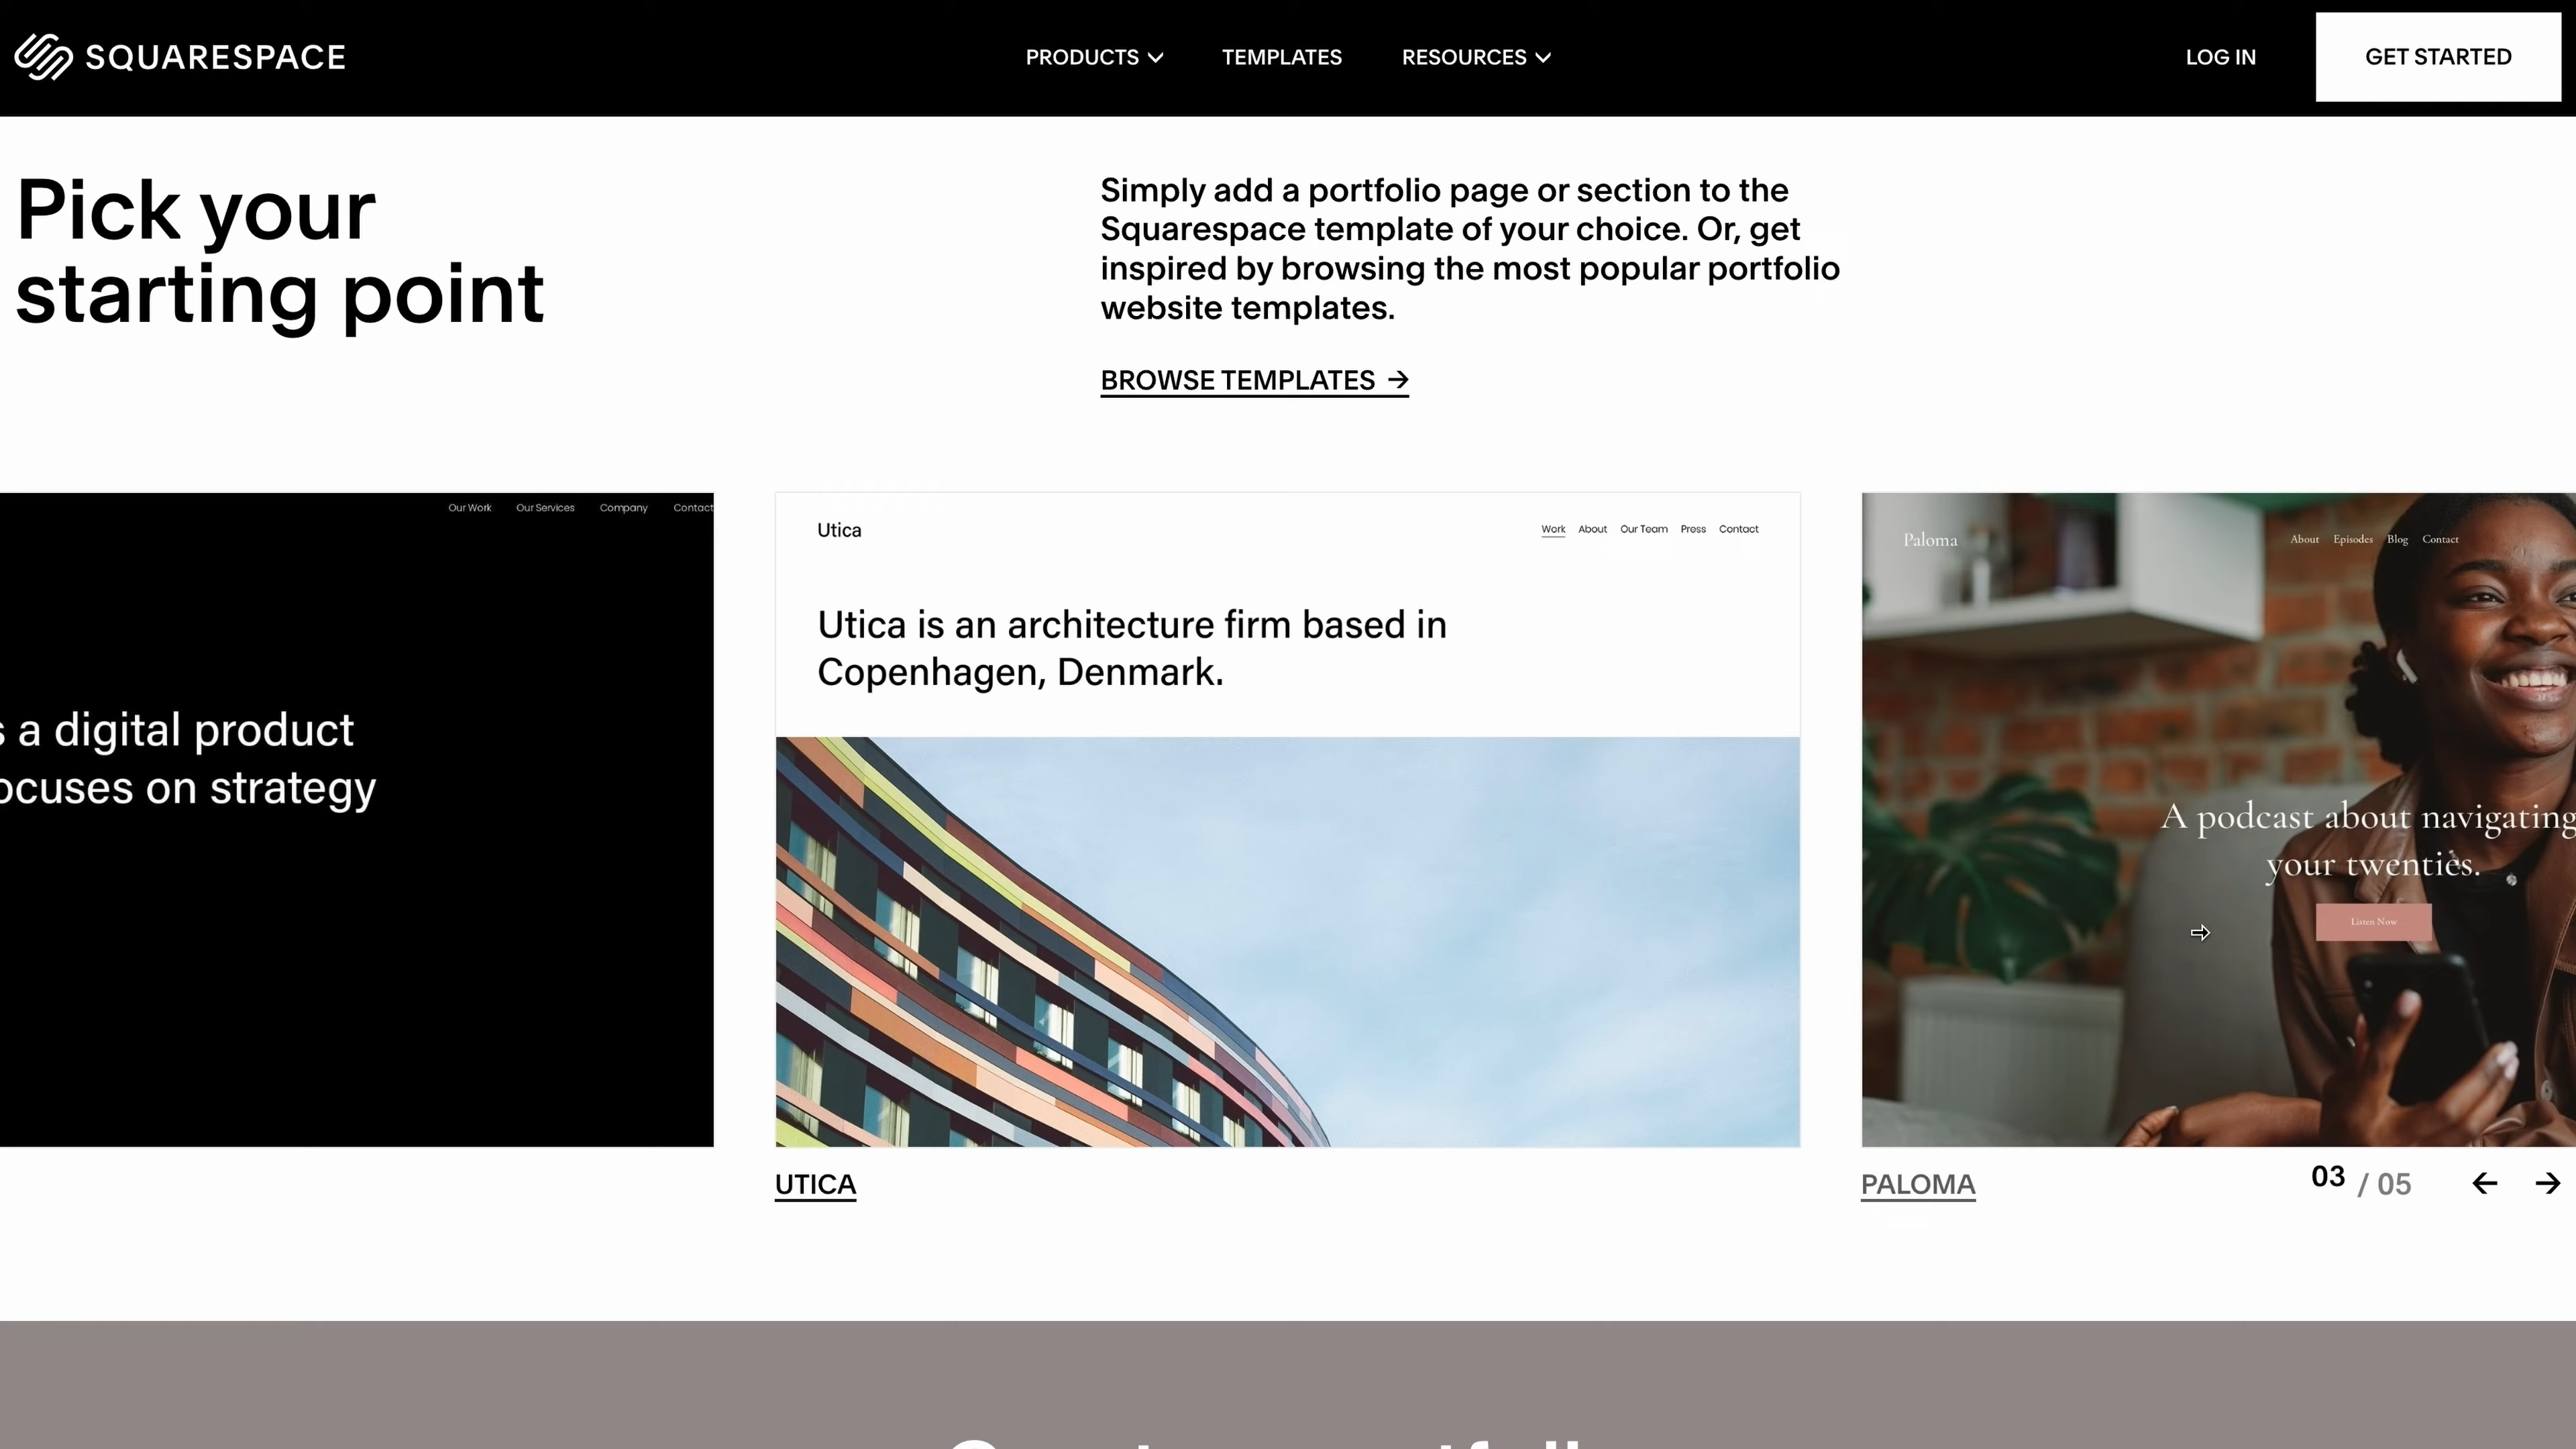 SQUARESPACE
PRODUCTS
TEMPLATES
RESOURCES
LOG IN
GET STARTED
Pick your
starting point
Simply add a portfolio page or section to the
Squarespace template of your choice. Or, get
inspired by browsing the most popular portfolio
website templates.
BROWSE TEMPLATES →
Our Work
Our Services
Company
Contact
a digital product
on strategy
Utica
Work
About
Our Team
Press
Contact
Utica is an architecture firm based in
Copenhagen, Denmark.
Paloma
About
Episodes
Blog
Contact
A podcast about navigating
your twenties.
Listen Now
UTICA
PALOMA
03 / 05